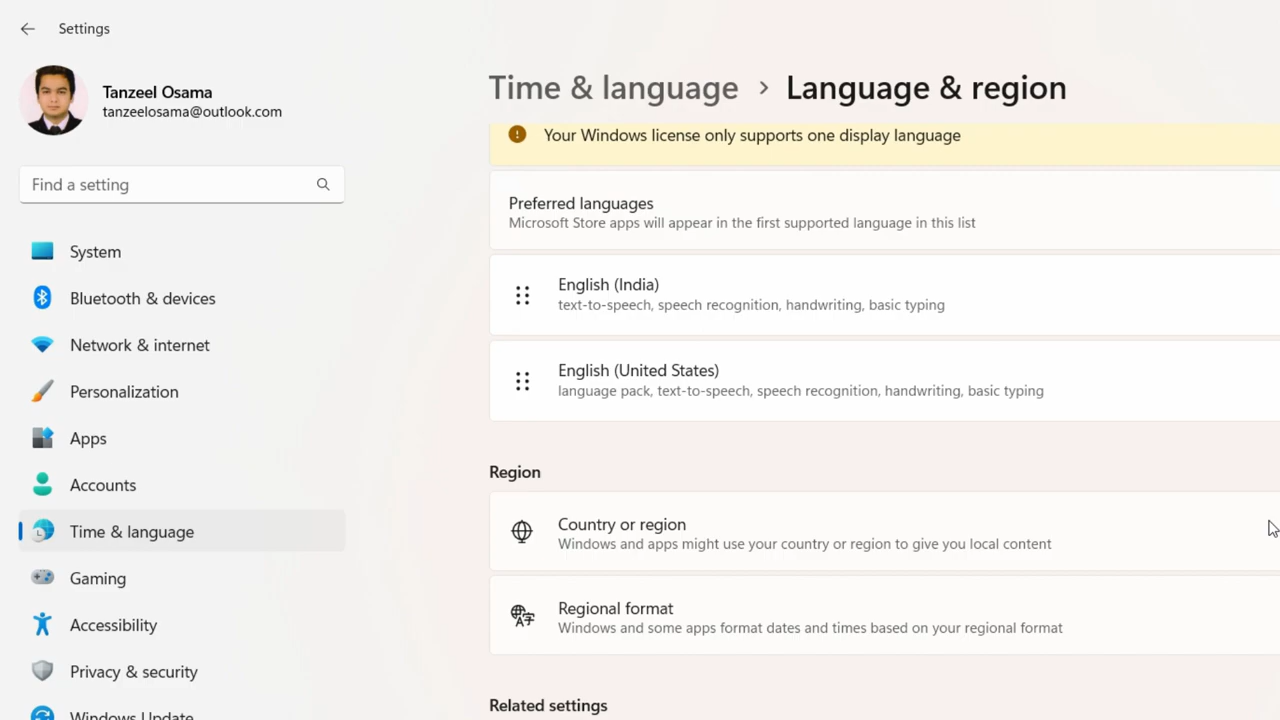 Settings
Tanzeel Osama
tanzeelosama@outlook.com
Find a setting
System
Bluetooth & devices
Network & internet
Personalization
Apps
Accounts
Time & language
Gaming
Accessibility
Privacy & security
Windows Update
Time & language > Language & region
Your Windows license only supports one display language
Preferred languages
Microsoft Store apps will appear in the first supported language in this list
English (India)
text-to-speech, speech recognition, handwriting, basic typing
English (United States)
language pack, text-to-speech, speech recognition, handwriting, basic typing
Region
Country or region
Windows and apps might use your country or region to give you local content
Regional format
Windows and some apps format dates and times based on your regional format
Related settings